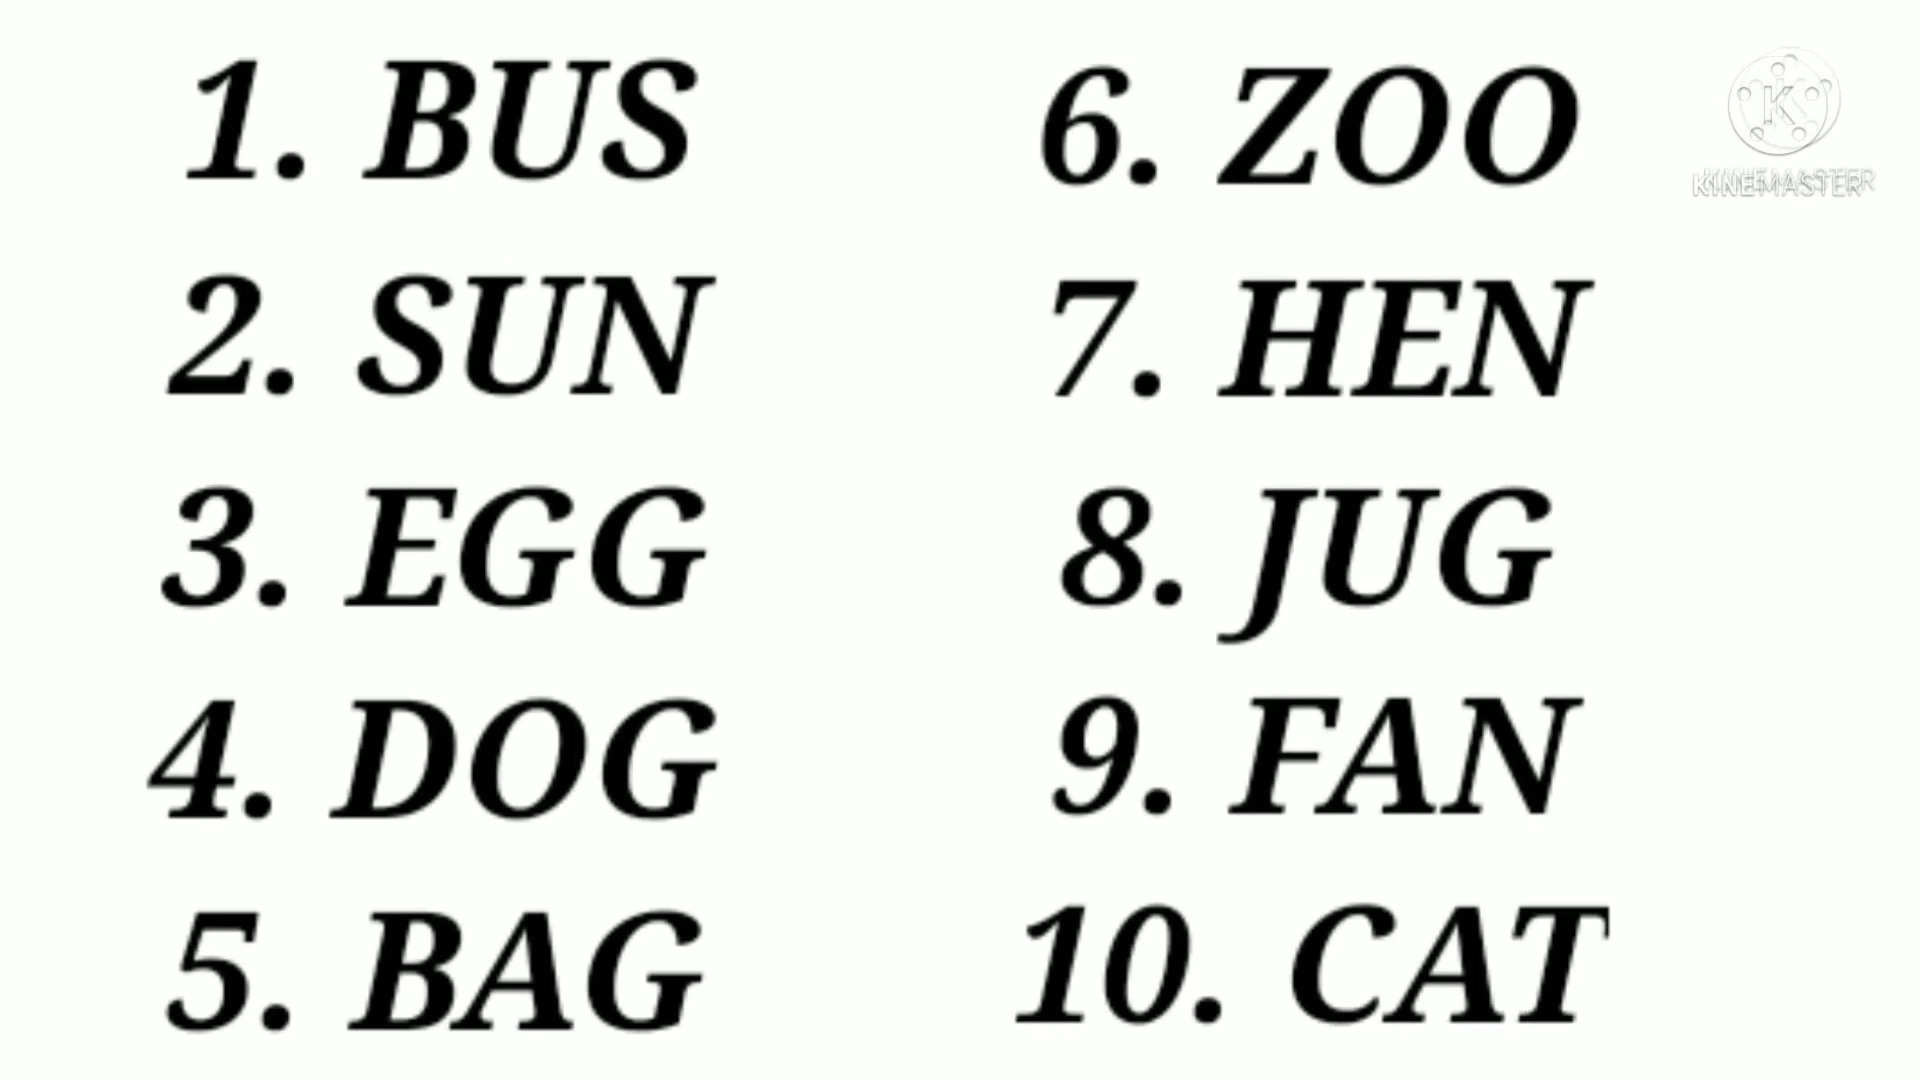 1. BUS
2. SUN
3. EGG
4. DOG
5. BAG
6. ZOO
7. HEN
8. JUG
9. FAN
10. CAT
K
KINEMASTER